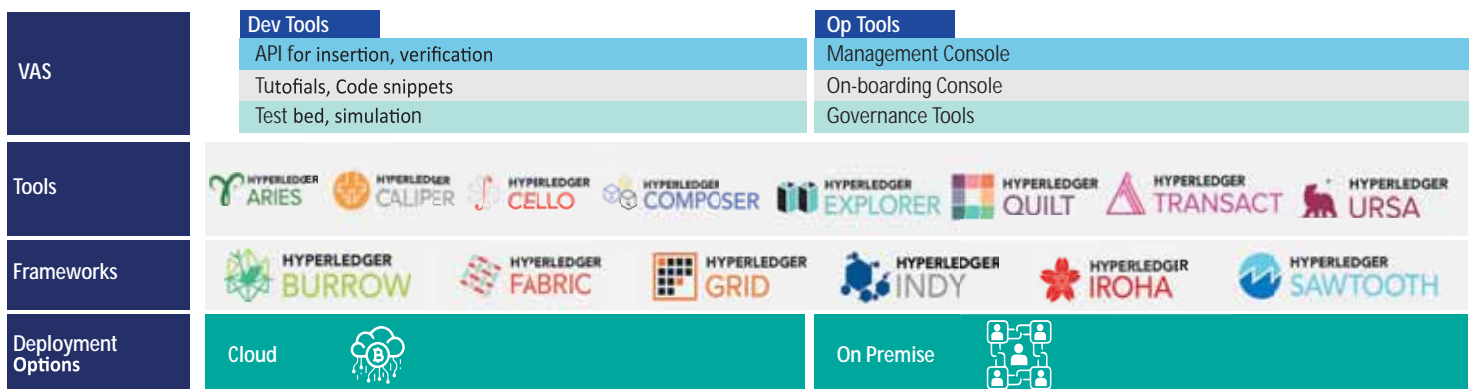 VAS
Dev Tools
API for insertion, verification
Tutofials, Code snippets
Test bed, simulation
Op Tools
Management Console
On-boarding Console
Governance Tools
Tools
HYPERLEDGER
ARIES
HYPERLEDGER
CALIPER
HYPERLEDGER
CELLO
HYPERLEDGER
COMPOSER
HYPERLEDGER
EXPLORER
HYPERLEDGER
QUILT
HYPERLEDGER
TRANSACT
HYPERLEDGER
URSA
Frameworks
HYPERLEDGER
BURROW
HYPERLEDGER
FABRIC
HYPERLEDGER
GRID
HYPERLEDGER
INDY
HYPERLEDGER
IROHA
HYPERLEDGER
SAWTOOTH
Deployment
Options
Cloud
B
On Premise